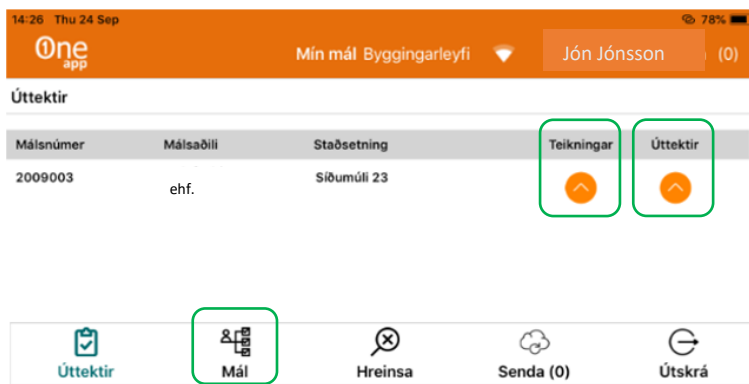 14:26 Thu 24 Sep 78%
One
app
Mín mál Byggingarleyfi Jón Jónsson (0)
Úttektir
Málsnúmer Málsaðili Staðsetning Teikningar Úttektir
2009003 ehf. Síðumúli 23
Úttektir Mál Hreinsa Senda (0) Útskrá